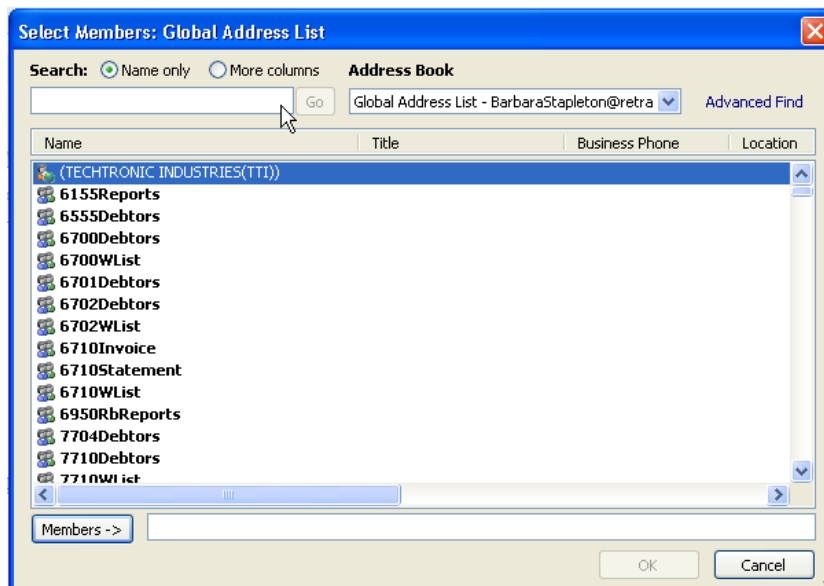 Select Members: Global Address List
Search: Name only More columns Address Book
Go Global Address List - BarbaraStapleton@retra Advanced Find
Name Title Business Phone Location
(TECHTRONIC INDUSTRIES(TTI))
6155Reports
6555Debtors
6700Debtors
6700WList
6701Debtors
6702Debtors
6702WList
6710Invoice
6710Statement
6710WList
6950RbReports
7704Debtors
7710Debtors
7710WList
Members ->
OK Cancel